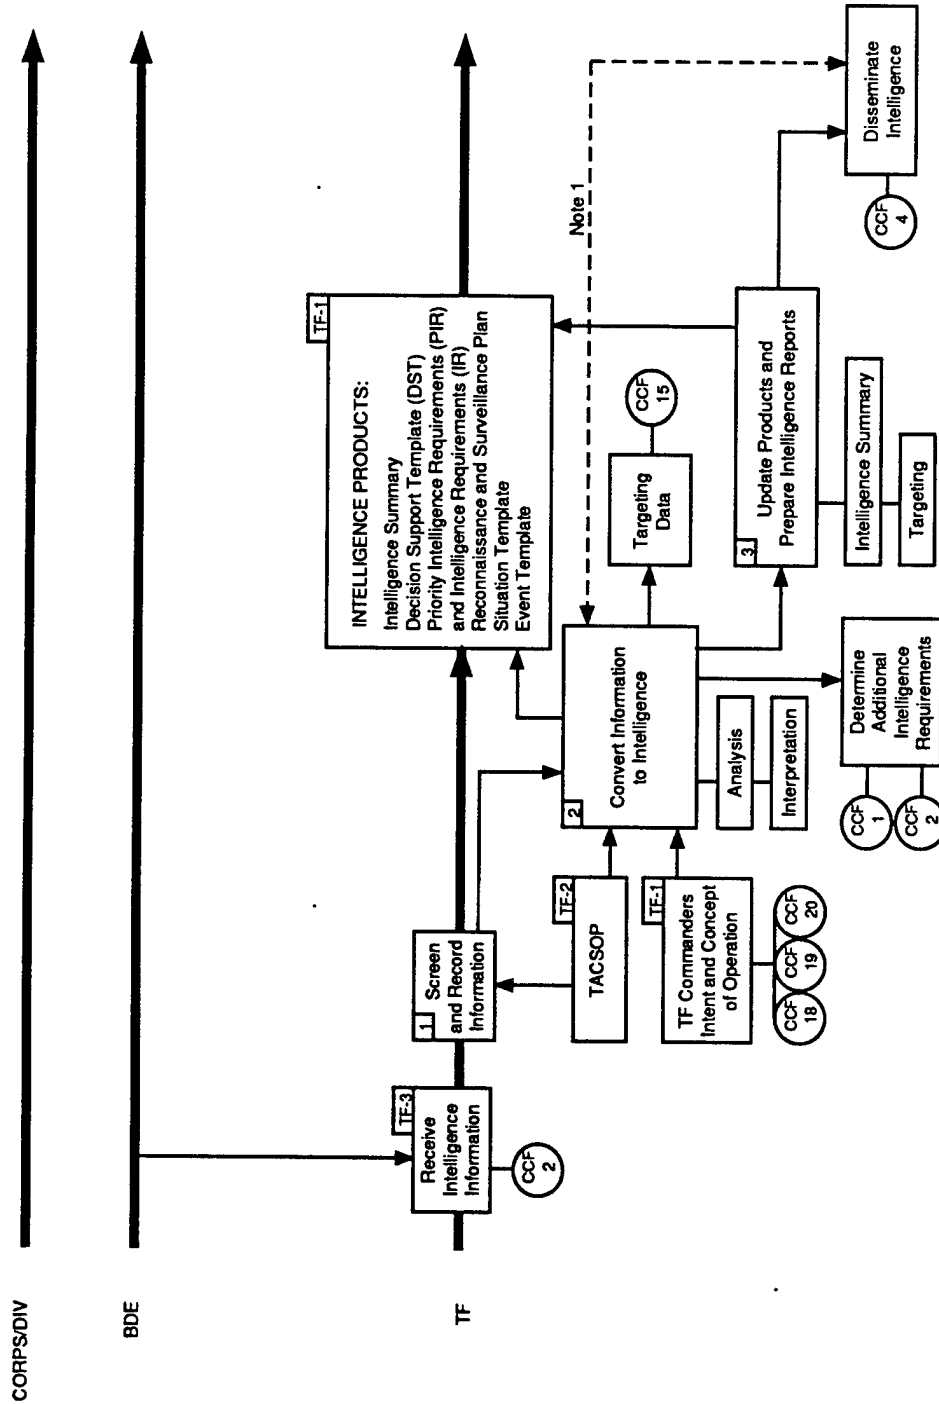 CORPS/DIV
BDE
TF
TF-3
Receive
Intelligence
Information
CCF
2
1
Screen
and Record
Information
TF-1
INTELLIGENCE PRODUCTS:
Intelligence Summary
Decision Support Template (DST)
Priority Intelligence Requirements (PIR)
and Intelligence Requirements (IR)
Reconnaissance and Surveillance Plan
Situation Template
Event Template
TF-2
TACSOP
TF-1
TF Commanders
Intent and Concept
of Operation
CCF
18
CCF
19
CCF
20
2
Convert Information
to Intelligence
Analysis
Interpretation
Note 1
Targeting
Data
CCF
15
Determine
Additional
Intelligence
Requirements
CCF
1
CCF
2
3
Update Products and
Prepare Intelligence Reports
Intelligence Summary
Targeting
Disseminate
Intelligence
CCF
4